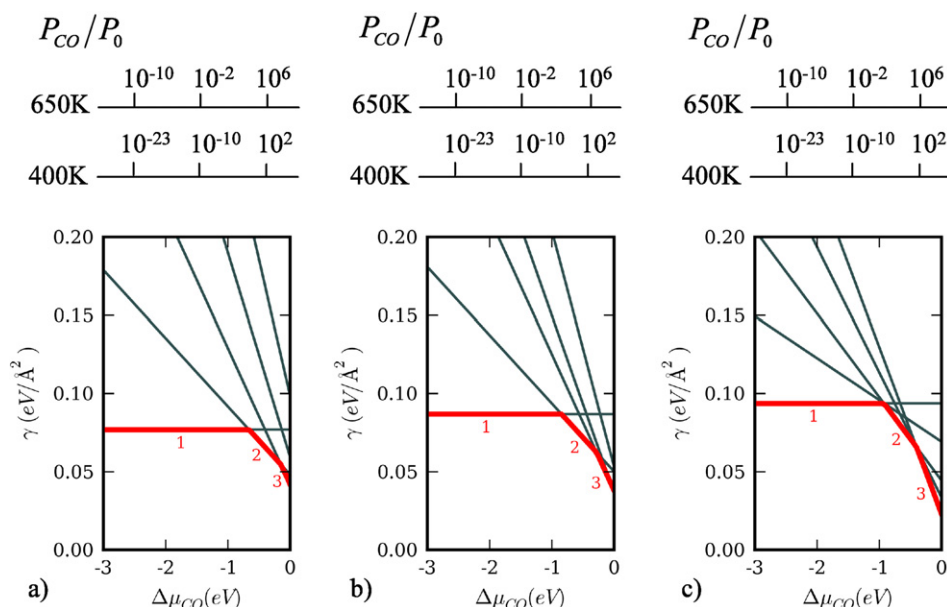 P_CO/P_0 P_CO/P_0 P_CO/P_0
10^-10 10^-2 10^6 10^-10 10^-2 10^6 10^-10 10^-2 10^6
650K 650K 650K
10^-23 10^-10 10^2 10^-23 10^-10 10^2 10^-23 10^-10 10^2
400K 400K 400K
0.20 0.20 0.20
0.15 0.15 0.15
γ (eV/Å^2) γ (eV/Å^2) γ (eV/Å^2)
0.10 0.10 0.10
1 2 3 1 2 3 1 2 3
0.05 0.05 0.05
0.00 0.00 0.00
-3 -2 -1 0 -3 -2 -1 0 -3 -2 -1 0
a) Δμ_CO(eV) b) Δμ_CO(eV) c) Δμ_CO(eV)